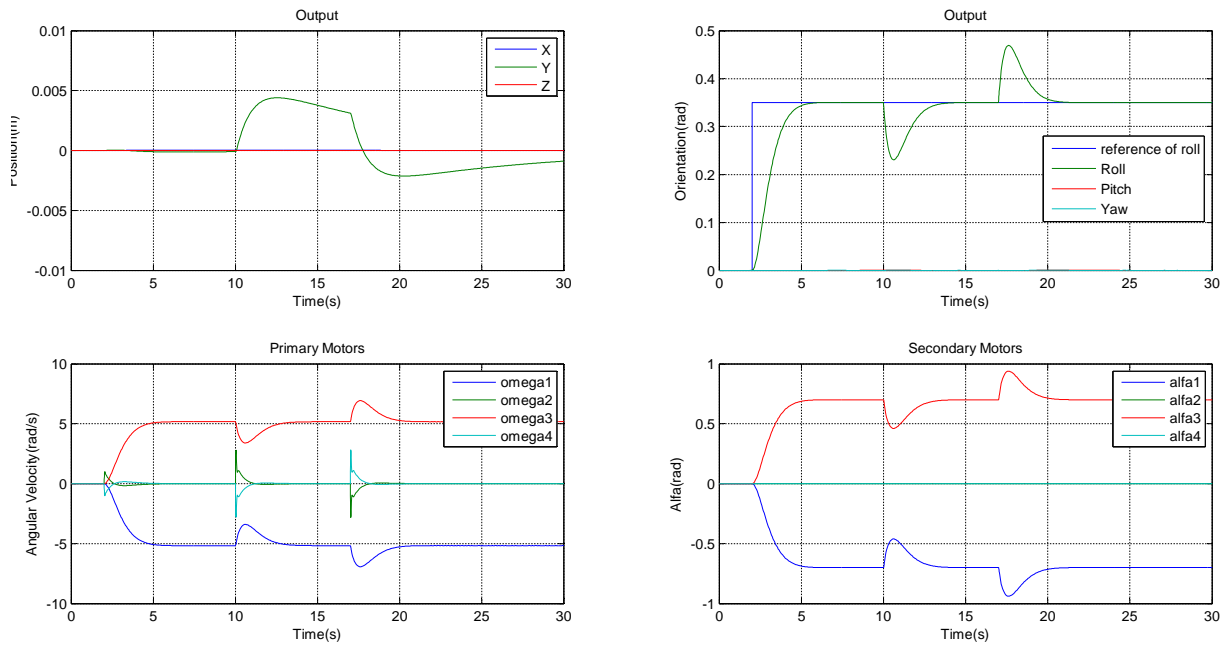 Output
0.01
0.005
0
-0.005
-0.01
Position(m)
X
Y
Z
0 5 10 15 20 25 30
Time(s)
Output
0.5
0.4
0.3
0.2
0.1
0
Orientation(rad)
reference of roll
Roll
Pitch
Yaw
0 5 10 15 20 25 30
Time(s)
Primary Motors
10
5
0
-5
-10
Angular Velocity(rad/s)
omega1
omega2
omega3
omega4
0 5 10 15 20 25 30
Time(s)
Secondary Motors
1
0.5
0
-0.5
-1
Alfa(rad)
alfa1
alfa2
alfa3
alfa4
0 5 10 15 20 25 30
Time(s)